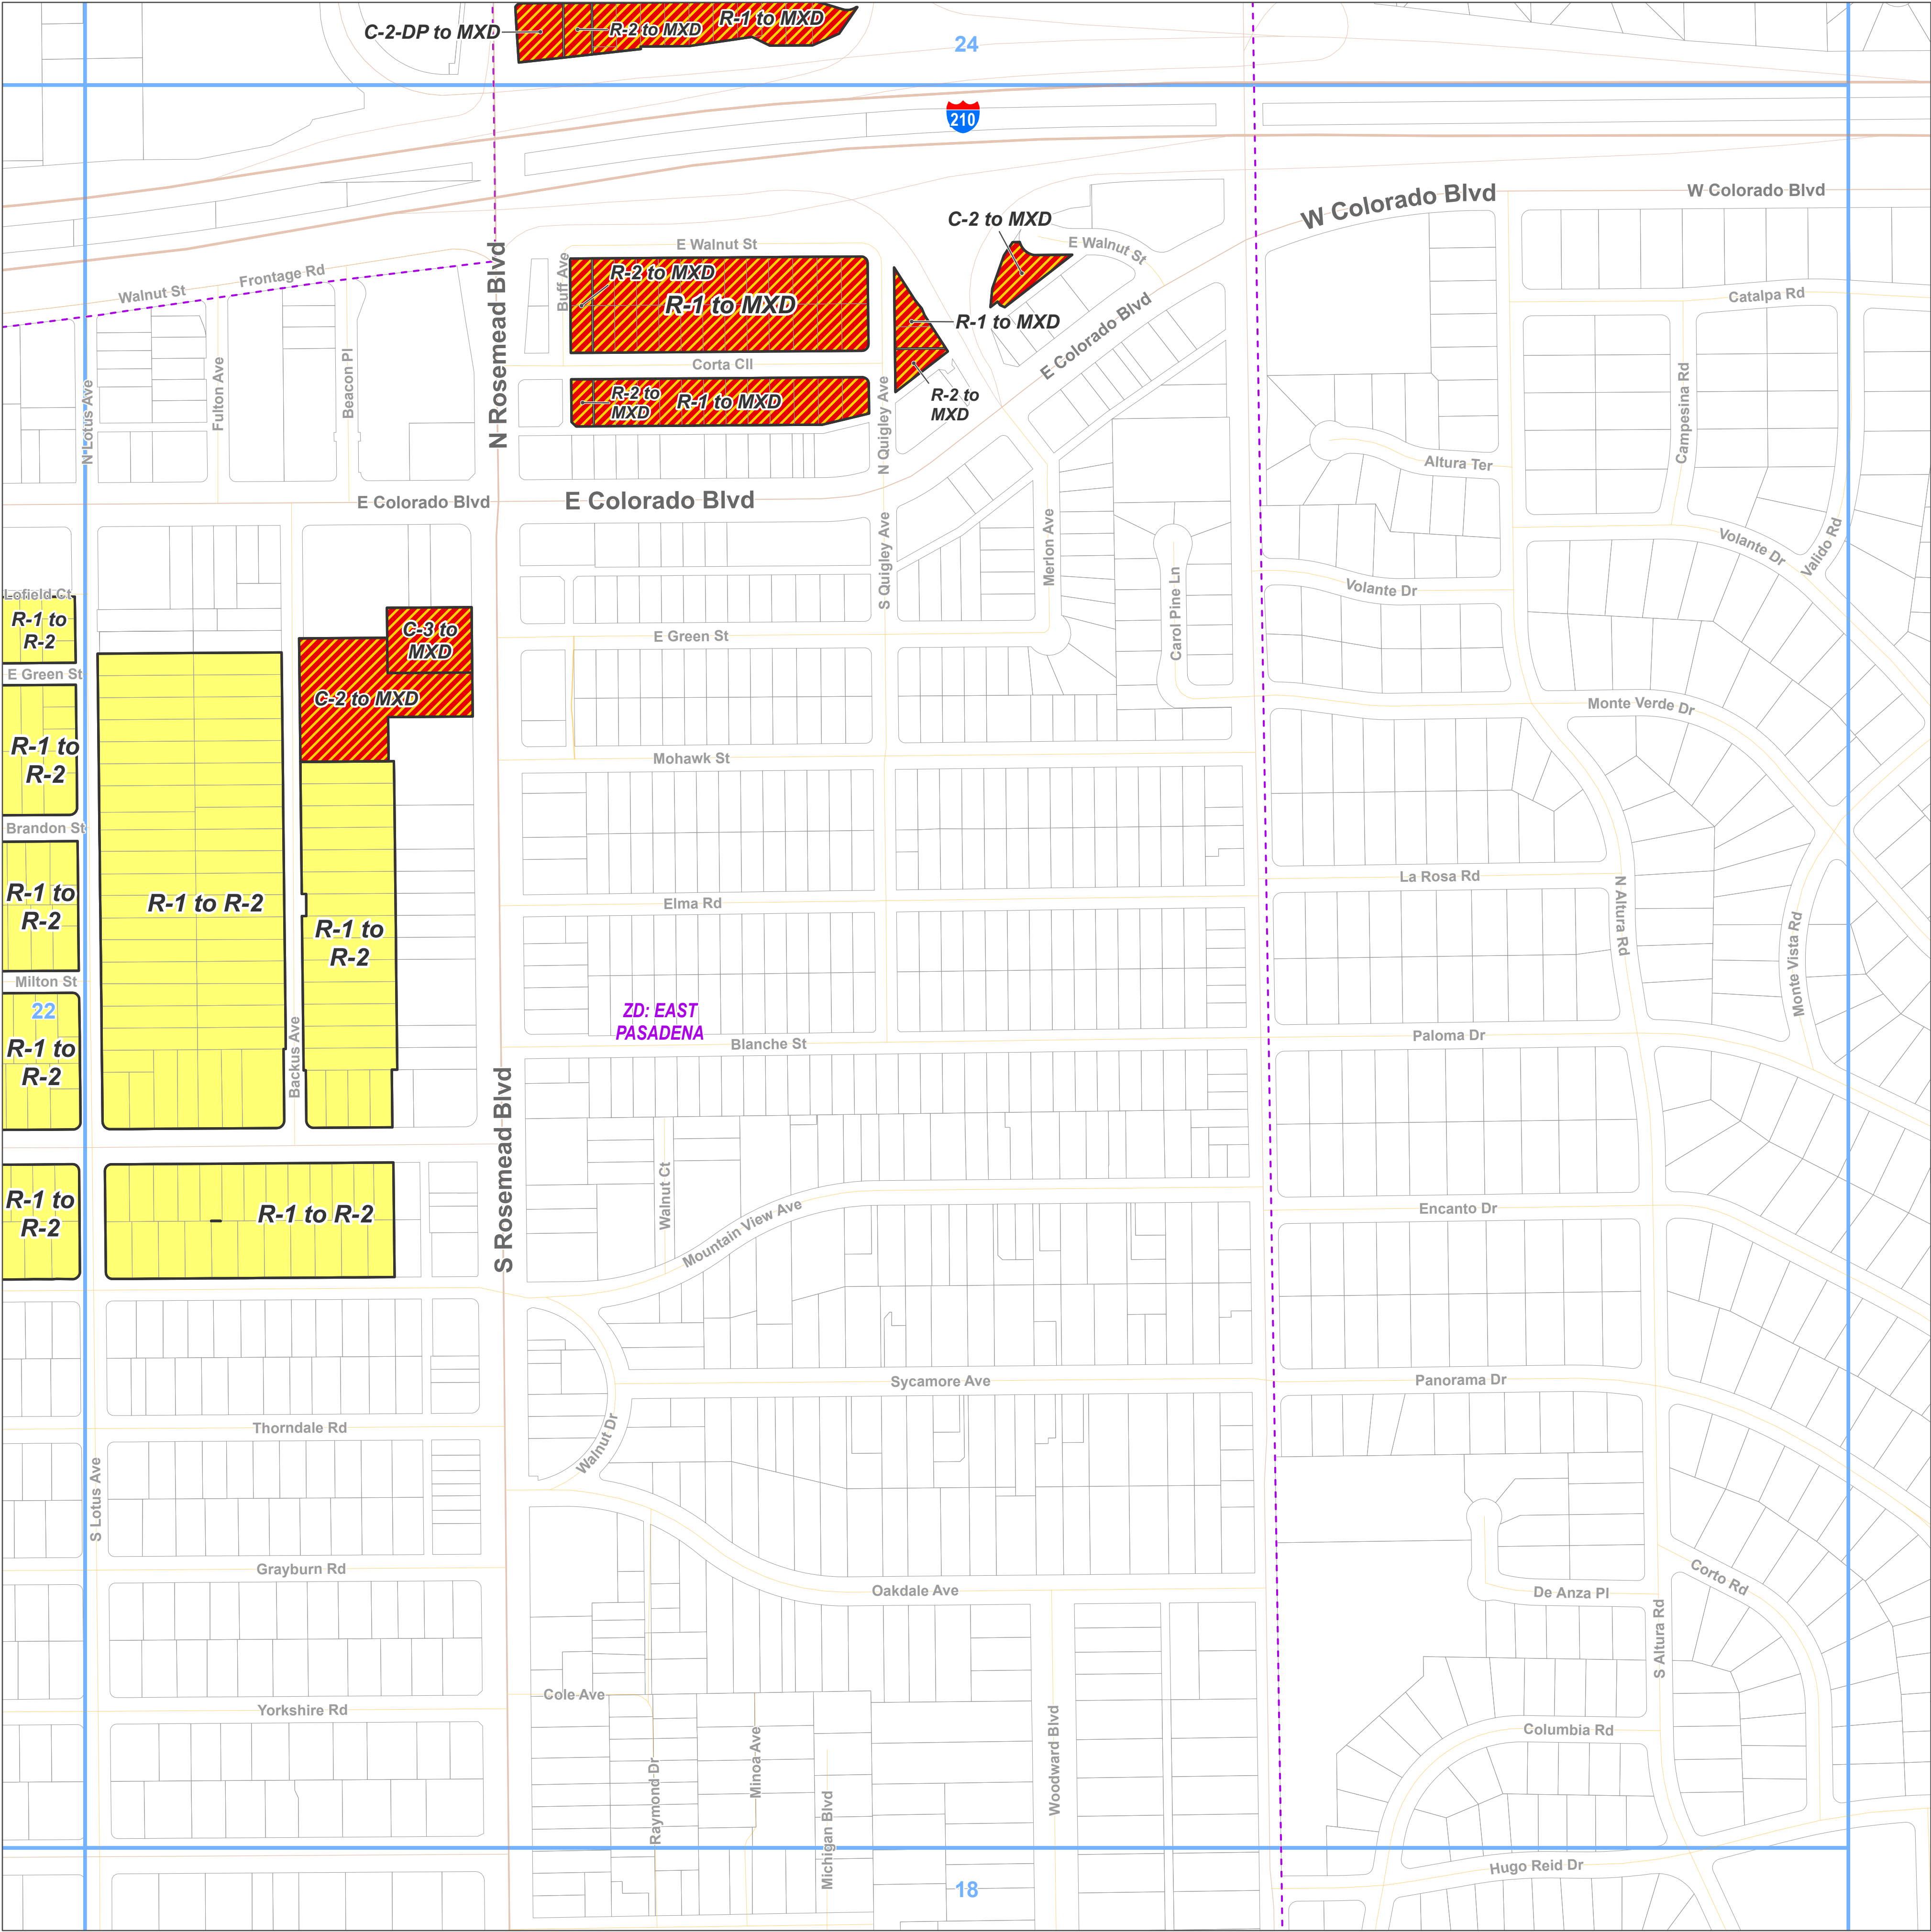 C-2-DP to MXD
R-2 to MXD
R-1 to MXD
24
210
W Colorado Blvd
W Colorado Blvd
C-2 to MXD
E Walnut St
E Walnut St
Frontage Rd
Walnut St
Buff Ave
N Rosemead Blvd
R-2 to MXD
R-1 to MXD
R-1 to MXD
E Colorado Blvd
Catalpa Rd
Corta Cll
R-2 to
MXD
R-1 to MXD
R-2 to
MXD
N Lotus Ave
Fulton Ave
Beacon Pl
N Quigley Ave
Campesina Rd
Altura Ter
E Colorado Blvd
E Colorado Blvd
S Quigley Ave
Merlon Ave
Carol Pine Ln
Volante Dr
Valido Rd
Volante Dr
Lofield Ct
R-1 to
R-2
C-3 to
MXD
E Green St
E Green St
C-2 to MXD
Monte Verde Dr
R-1 to
R-2
Mohawk St
Brandon St
La Rosa Rd
R-1 to
R-2
R-1 to R-2
R-1 to
R-2
Elma Rd
N Altura Rd
Monte Vista Rd
Milton St
22
R-1 to
R-2
ZD: EAST
PASADENA
Backus Ave
Blanche St
Paloma Dr
S Rosemead Blvd
Walnut Ct
Mountain View Ave
R-1 to
R-2
R-1 to R-2
Encanto Dr
Sycamore Ave
Panorama Dr
Thorndale Rd
Walnut Dr
S Lotus Ave
Grayburn Rd
Oakdale Ave
De Anza Pl
Corto Rd
S Altura Rd
Cole Ave
Yorkshire Rd
Raymond Dr
Minoa Ave
Michigan Blvd
Woodward Blvd
Columbia Rd
Hugo Reid Dr
18